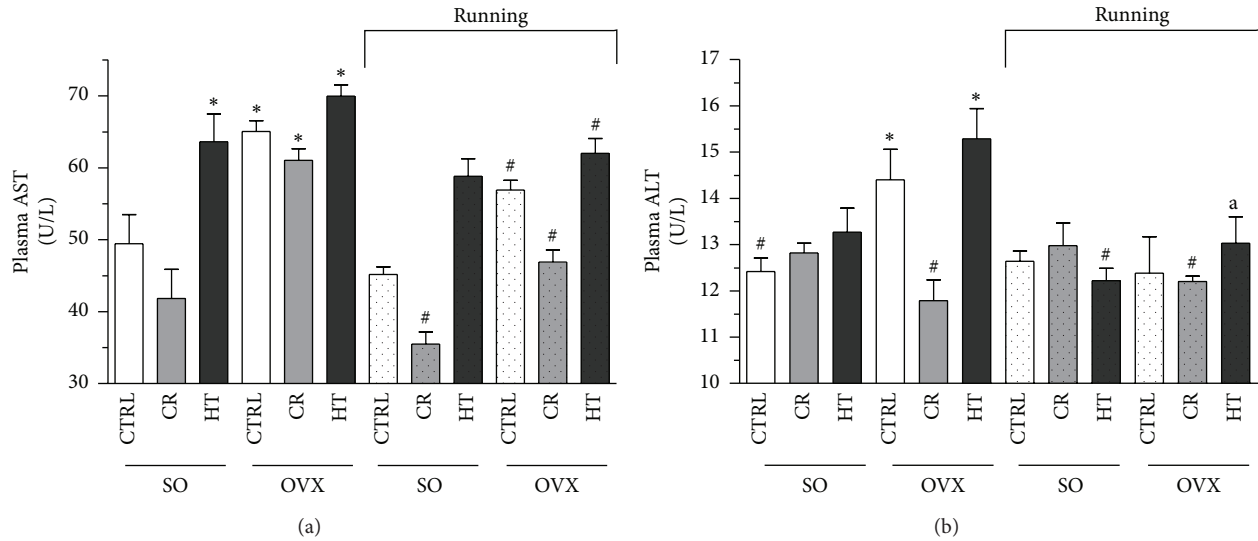 Running
Plasma AST
(U/L)
70
60
50
40
30
*
*
*
*
#
#
#
#
CTRL
CR
HT
CTRL
CR
HT
CTRL
CR
HT
CTRL
CR
HT
SO
OVX
SO
OVX
(a)
Running
Plasma ALT
(U/L)
17
16
15
14
13
12
11
10
#
*
#
*
#
#
a
CTRL
CR
HT
CTRL
CR
HT
CTRL
CR
HT
CTRL
CR
HT
SO
OVX
SO
OVX
(b)